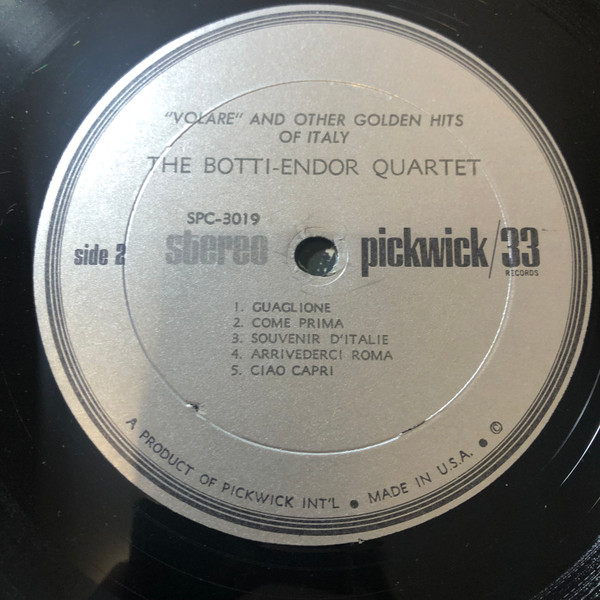 "VOLARE" AND OTHER GOLDEN HITS
OF ITALY
THE BOTTI-ENDOR QUARTET
SPC-3019
side 2 stereo pickwick/33
RECORDS
1. GUAGLIONE
2. COME PRIMA
3. SOUVENIR D'ITALIE
4. ARRIVEDERCI ROMA
5. CIAO CAPRI
A PRODUCT OF PICKWICK INT'L ● MADE IN U.S.A. ● ©